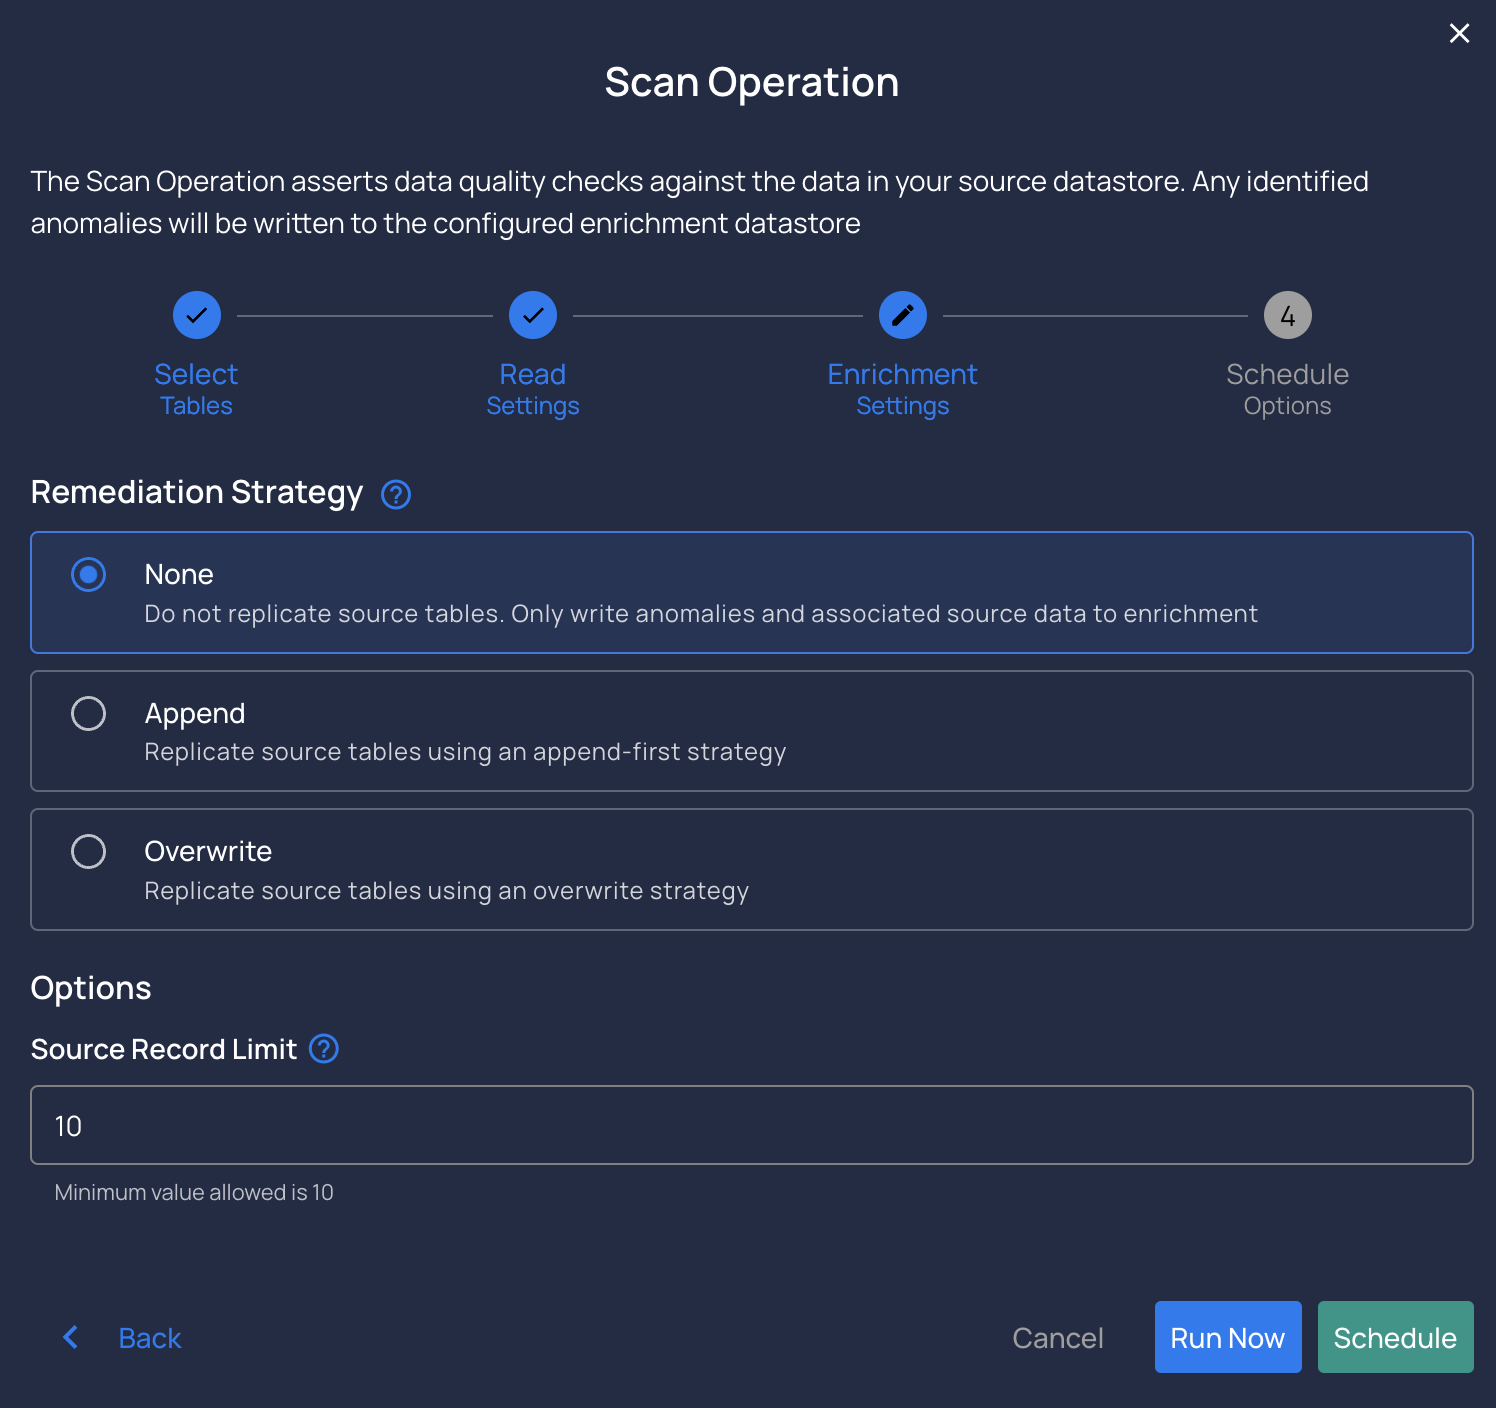 Scan Operation
The Scan Operation asserts data quality checks against the data in your source datastore. Any identified
anomalies will be written to the configured enrichment datastore
Select
Tables
Read
Settings
Enrichment
Settings
4
Schedule
Options
Remediation Strategy
None
Do not replicate source tables. Only write anomalies and associated source data to enrichment
Append
Replicate source tables using an append-first strategy
Overwrite
Replicate source tables using an overwrite strategy
Options
Source Record Limit
10
Minimum value allowed is 10
Back
Cancel
Run Now
Schedule